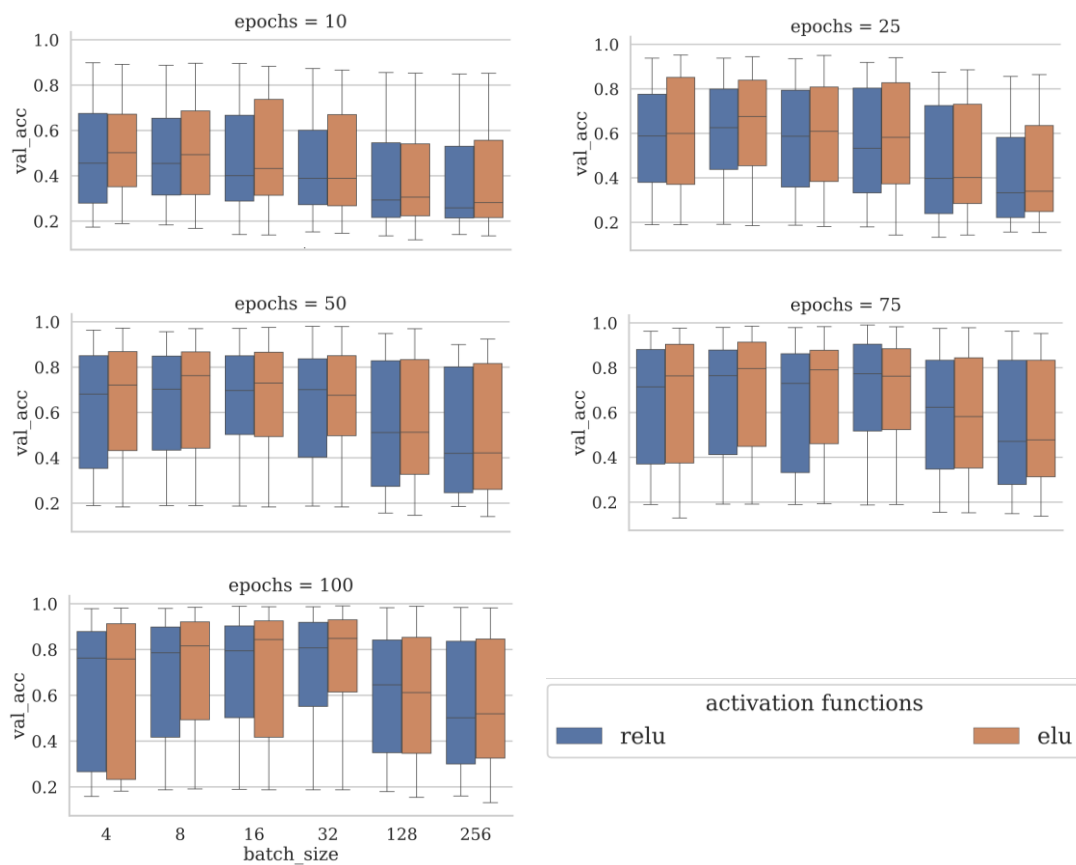 epochs = 10
1.0
0.8
0.6
0.4
0.2
val_acc
epochs = 25
1.0
0.8
0.6
0.4
0.2
val_acc
epochs = 50
1.0
0.8
0.6
0.4
0.2
val_acc
epochs = 75
1.0
0.8
0.6
0.4
0.2
val_acc
epochs = 100
1.0
0.8
0.6
0.4
0.2
val_acc
4 8 16 32 128 256
batch_size
activation functions
relu elu